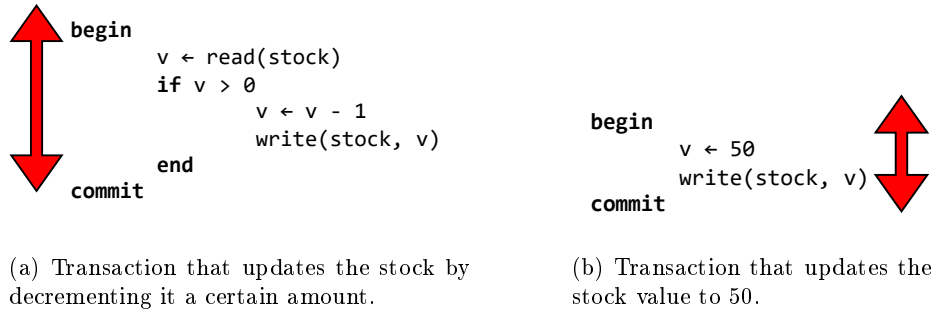 begin
v ← read(stock)
if v > 0
v ← v - 1
write(stock, v)
end
commit
(a) Transaction that updates the stock by
decrementing it a certain amount.
begin
v ← 50
write(stock, v)
commit
(b) Transaction that updates the
stock value to 50.